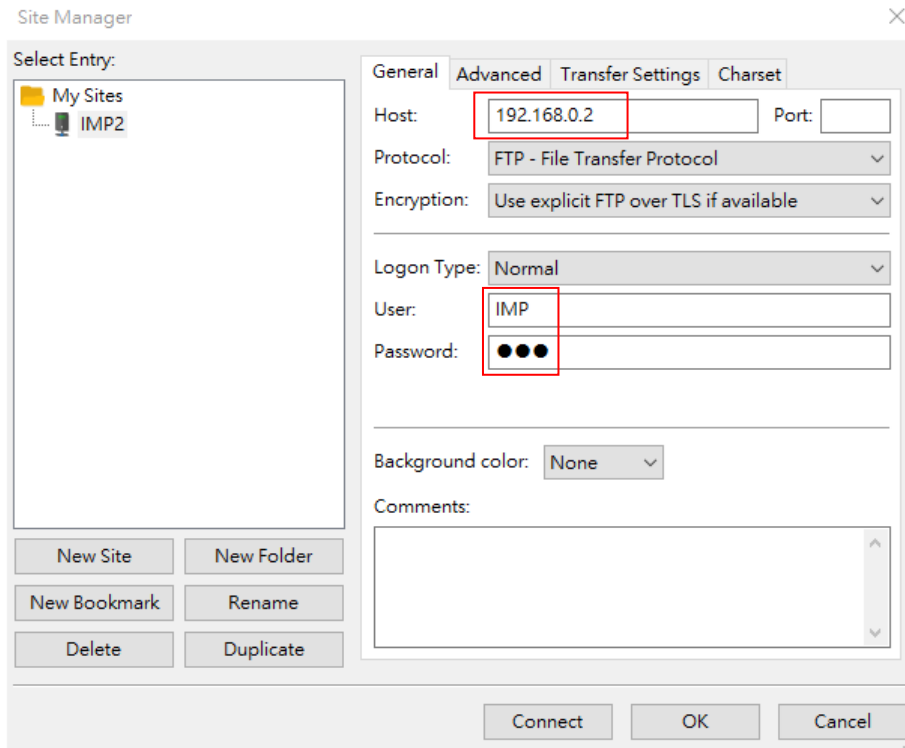 Site Manager
Select Entry:
My Sites
IMP2
New Site
New Folder
New Bookmark
Rename
Delete
Duplicate
General
Advanced
Transfer Settings
Charset
Host:
192.168.0.2
Port:
Protocol:
FTP - File Transfer Protocol
Encryption:
Use explicit FTP over TLS if available
Logon Type:
Normal
User:
IMP
Password:
●●●
Background color:
None
Comments:
Connect
OK
Cancel